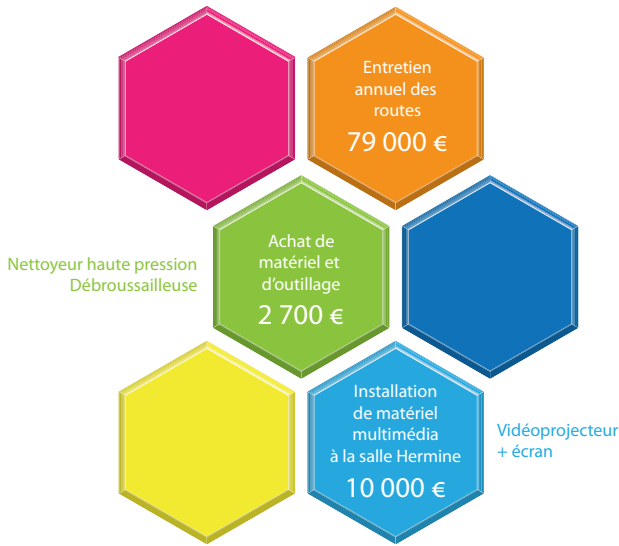 Entretien
annuel des
routes
79 000 €
Nettoyeur haute pression
Débroussailleuse
Achat de
matériel et
d’outillage
2 700 €
Installation
de matériel
multimédia
à la salle Hermine
10 000 €
Vidéoprojecteur
+ écran